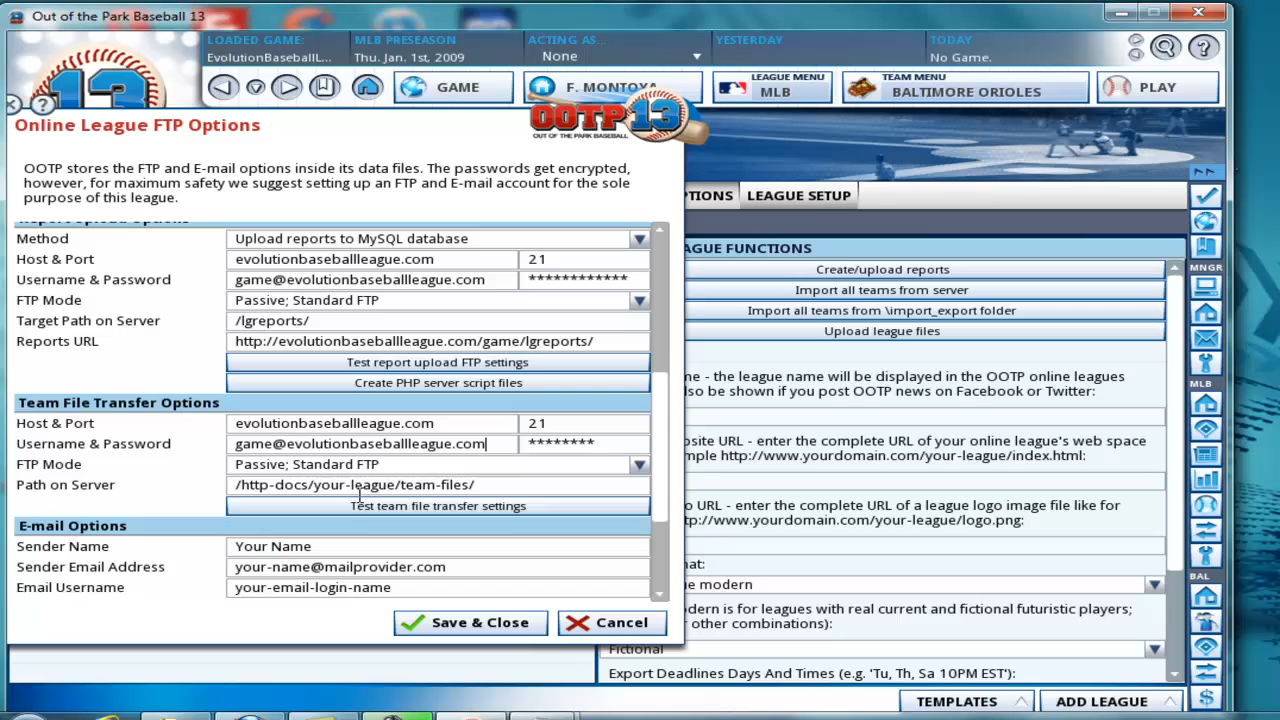 Out of the Park Baseball 13
LOADED GAME:
EvolutionBaseballL...
MLB PRESEASON
Thu. Jan. 1st, 2009
ACTING AS...
None
YESTERDAY
TODAY
No Game.
13
GAME
F. MONTOYA
LEAGUE MENU
MLB
TEAM MENU
BALTIMORE ORIOLES
PLAY
Online League FTP Options
OOTP 13
OUT OF THE PARK BASEBALL
OOTP stores the FTP and E-mail options inside its data files. The passwords get encrypted,
however, for maximum safety we suggest setting up an FTP and E-mail account for the sole
purpose of this league.
Report Upload Options
Method Upload reports to MySQL database
Host & Port evolutionbaseballleague.com 21
Username & Password game@evolutionbaseballleague.com ************
FTP Mode Passive; Standard FTP
Target Path on Server /lgreports/
Reports URL http://evolutionbaseballleague.com/game/lgreports/
Test report upload FTP settings
Create PHP server script files
Team File Transfer Options
Host & Port evolutionbaseballleague.com 21
Username & Password game@evolutionbaseballleague.com ********
FTP Mode Passive; Standard FTP
Path on Server /http-docs/your-league/team-files/
Test team file transfer settings
E-mail Options
Sender Name Your Name
Sender Email Address your-name@mailprovider.com
Email Username your-email-login-name
Save & Close
Cancel
PTIONS
LEAGUE SETUP
AGUE FUNCTIONS
Create/upload reports
Import all teams from server
Import all teams from \import_export folder
Upload league files
me - the league name will be displayed in the OOTP online leagues
lso be shown if you post OOTP news on Facebook or Twitter:
site URL - enter the complete URL of your online league's web space
mple http://www.yourdomain.com/your-league/index.html:
o URL - enter the complete URL of a league logo image file like for
tp://www.yourdomain.com/your-league/logo.png:
at:
e modern
dern is for leagues with real current and fictional futuristic players;
other combinations):
Fictional
Export Deadlines Days And Times (e.g. 'Tu, Th, Sa 10PM EST'):
TEMPLATES
ADD LEAGUE
MNGR
MLB
BAL